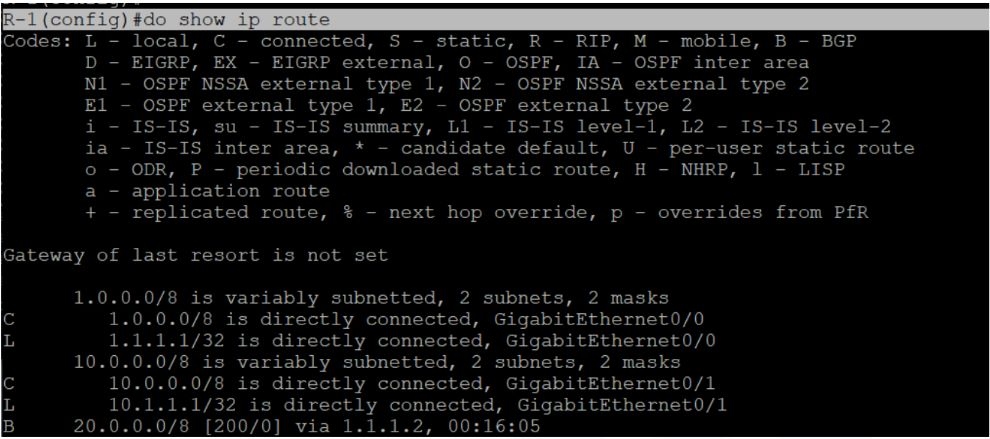 R-1(config)#do show ip route
Codes: L - local, C - connected, S - static, R - RIP, M - mobile, B - BGP
       D - EIGRP, EX - EIGRP external, O - OSPF, IA - OSPF inter area
       N1 - OSPF NSSA external type 1, N2 - OSPF NSSA external type 2
       E1 - OSPF external type 1, E2 - OSPF external type 2
       i - IS-IS, su - IS-IS summary, L1 - IS-IS level-1, L2 - IS-IS level-2
       ia - IS-IS inter area, * - candidate default, U - per-user static route
       o - ODR, P - periodic downloaded static route, H - NHRP, l - LISP
       a - application route
       + - replicated route, % - next hop override, p - overrides from PfR
Gateway of last resort is not set
      1.0.0.0/8 is variably subnetted, 2 subnets, 2 masks
C        1.0.0.0/8 is directly connected, GigabitEthernet0/0
L        1.1.1.1/32 is directly connected, GigabitEthernet0/0
      10.0.0.0/8 is variably subnetted, 2 subnets, 2 masks
C        10.0.0.0/8 is directly connected, GigabitEthernet0/1
L        10.1.1.1/32 is directly connected, GigabitEthernet0/1
B     20.0.0.0/8 [200/0] via 1.1.1.2, 00:16:05